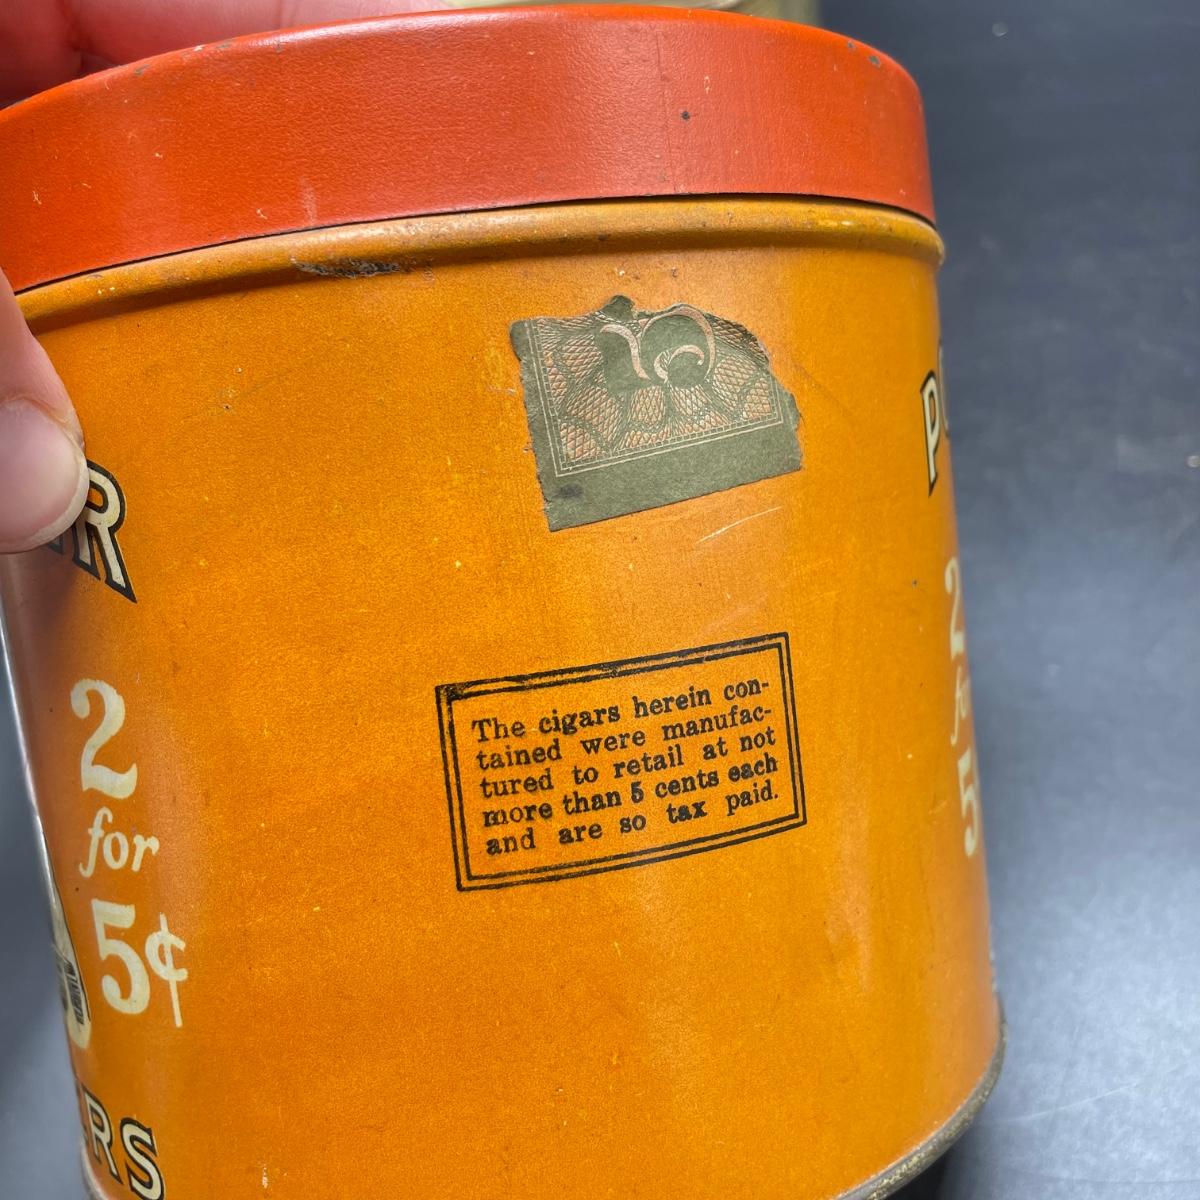 R
2
for
5¢
RS
The cigars herein con-
tained were manufac-
tured to retail at not
more than 5 cents each
and are so tax paid.
P
2
5